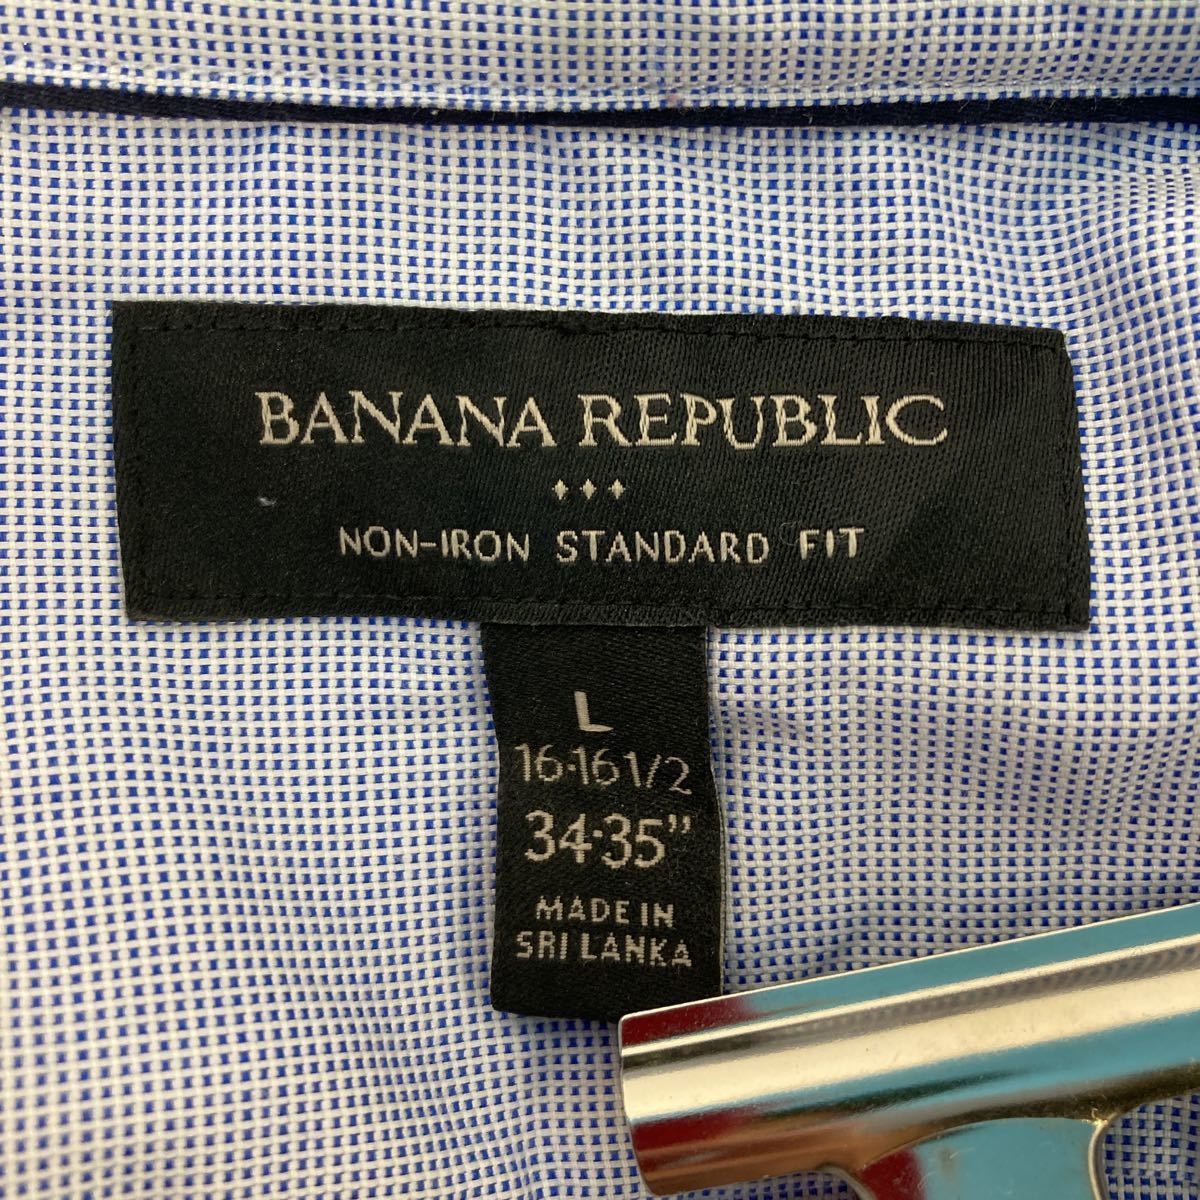 BANANA REPUBLIC
NON-IRON STANDARD FIT
L
16·16 1/2
34·35"
MADE IN
SRI LANKA